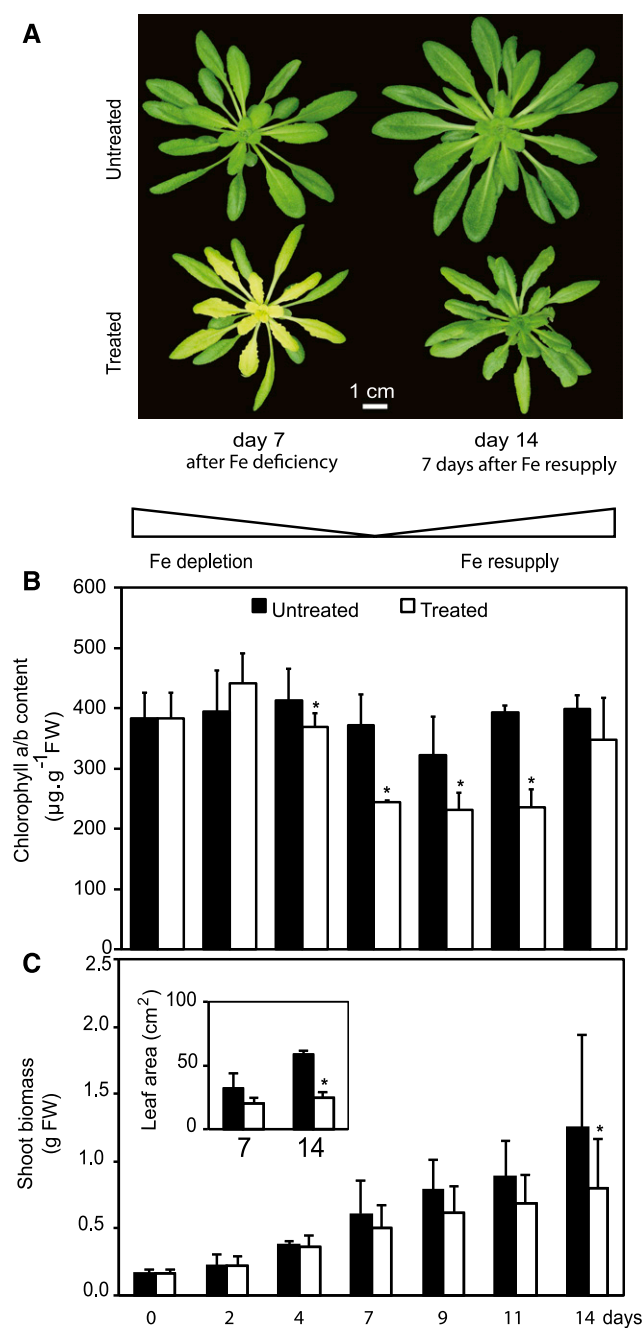 A
Untreated
Treated
1 cm
day 7
after Fe deficiency
day 14
7 days after Fe resupply
Fe depletion
Fe resupply
B
Untreated
Treated
Chlorophyll a/b content
(µg.g⁻¹FW)
600
500
400
300
200
100
0
*
*
*
*
C
Shoot biomass
(g FW)
2.5
2.0
1.5
1.0
0.5
0.0
Leaf area (cm²)
100
50
0
*
7
14
*
0
2
4
7
9
11
14 days